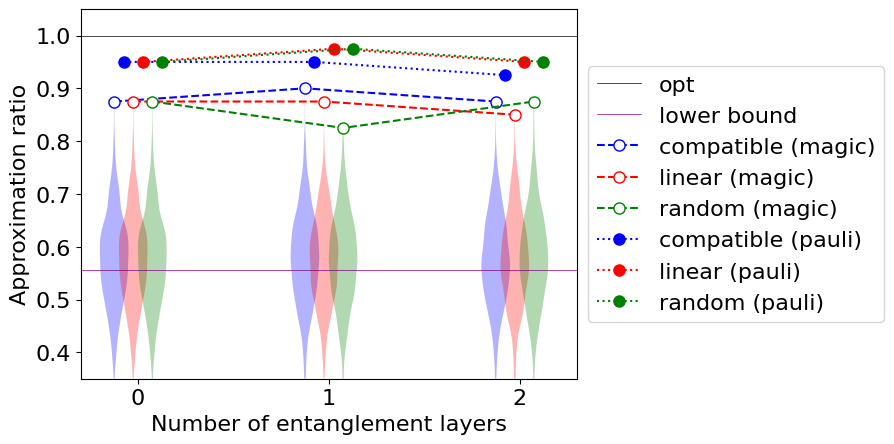 Approximation ratio
1.0
0.9
0.8
0.7
0.6
0.5
0.4
0
1
2
Number of entanglement layers
opt
lower bound
compatible (magic)
linear (magic)
random (magic)
compatible (pauli)
linear (pauli)
random (pauli)